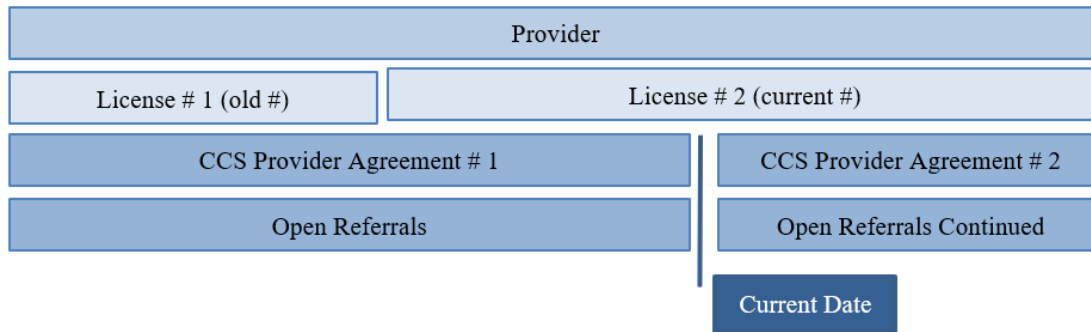 Provider
License # 1 (old #)
License # 2 (current #)
CCS Provider Agreement # 1
CCS Provider Agreement # 2
Open Referrals
Open Referrals Continued
Current Date